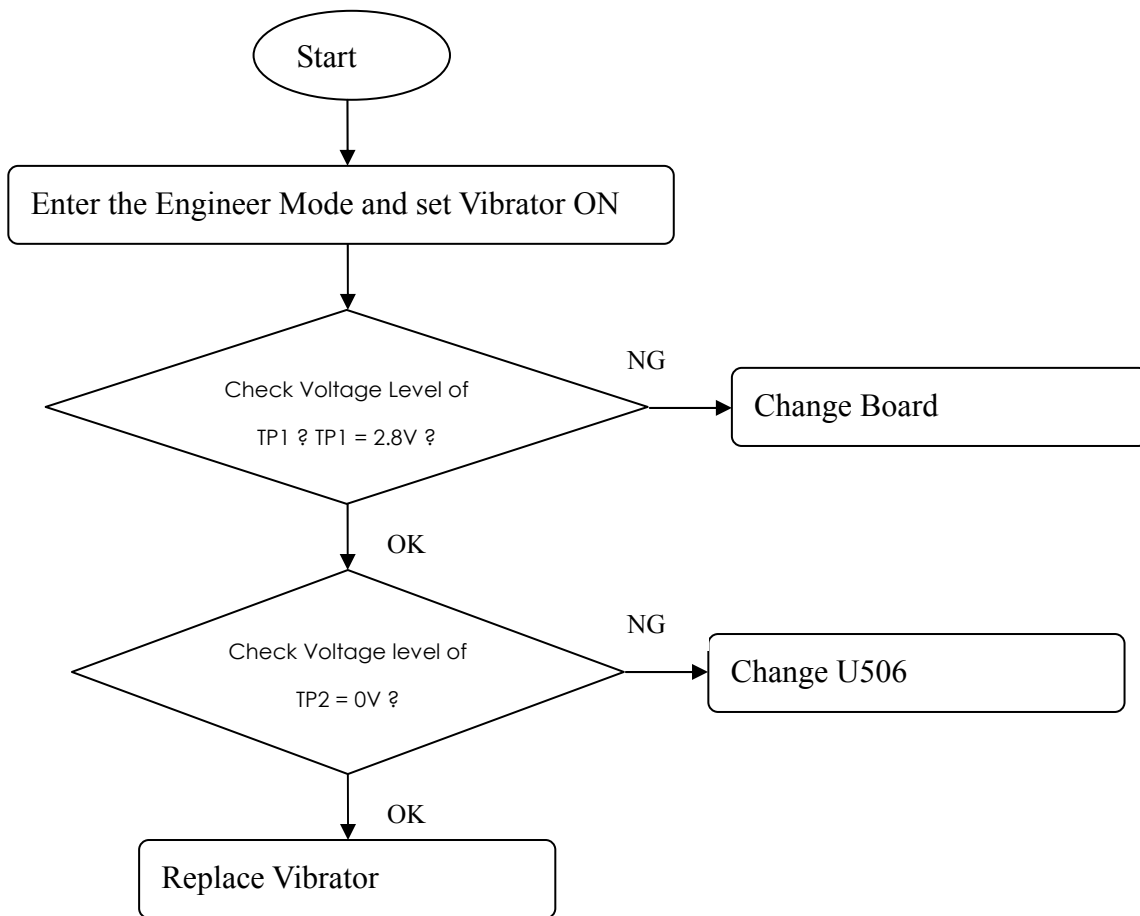 Start
Enter the Engineer Mode and set Vibrator ON
Check Voltage Level of
TP1 ? TP1 = 2.8V ?
NG
Change Board
OK
Check Voltage level of
TP2 = 0V ?
NG
Change U506
OK
Replace Vibrator